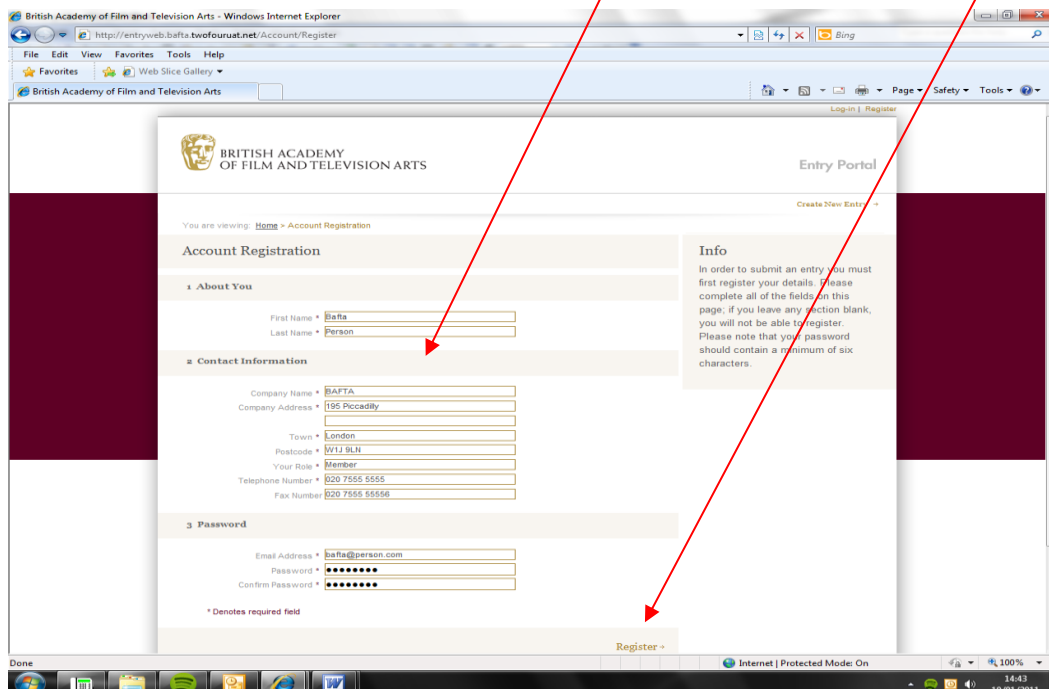 British Academy of Film and Television Arts - Windows Internet Explorer
http://entryweb.bafta.twofouruat.net/Account/Register
Bing
File Edit View Favorites Tools Help
Favorites Web Slice Gallery
British Academy of Film and Television Arts
Page Safety Tools
Log-in | Register
BRITISH ACADEMY
OF FILM AND TELEVISION ARTS
Entry Portal
Create New Entry →
You are viewing: Home > Account Registration
Account Registration
1 About You
First Name * Bafta
Last Name * Person
2 Contact Information
Company Name * BAFTA
Company Address * 195 Piccadilly
Town * London
Postcode * W1J 9LN
Your Role * Member
Telephone Number * 020 7555 5555
Fax Number 020 7555 55556
3 Password
Email Address * bafta@person.com
Password * ●●●●●●●●
Confirm Password * ●●●●●●●●
* Denotes required field
Register →
Info
In order to submit an entry you must
first register your details. Please
complete all of the fields on this
page; if you leave any section blank,
you will not be able to register.
Please note that your password
should contain a minimum of six
characters.
Done
Internet | Protected Mode: On
100%
14:43
10/01/2011